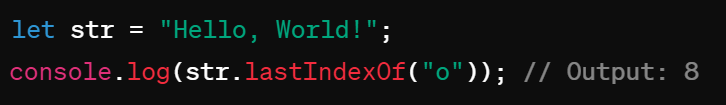 let str = "Hello, World!";
console.log(str.lastIndexOf("o")); // Output: 8